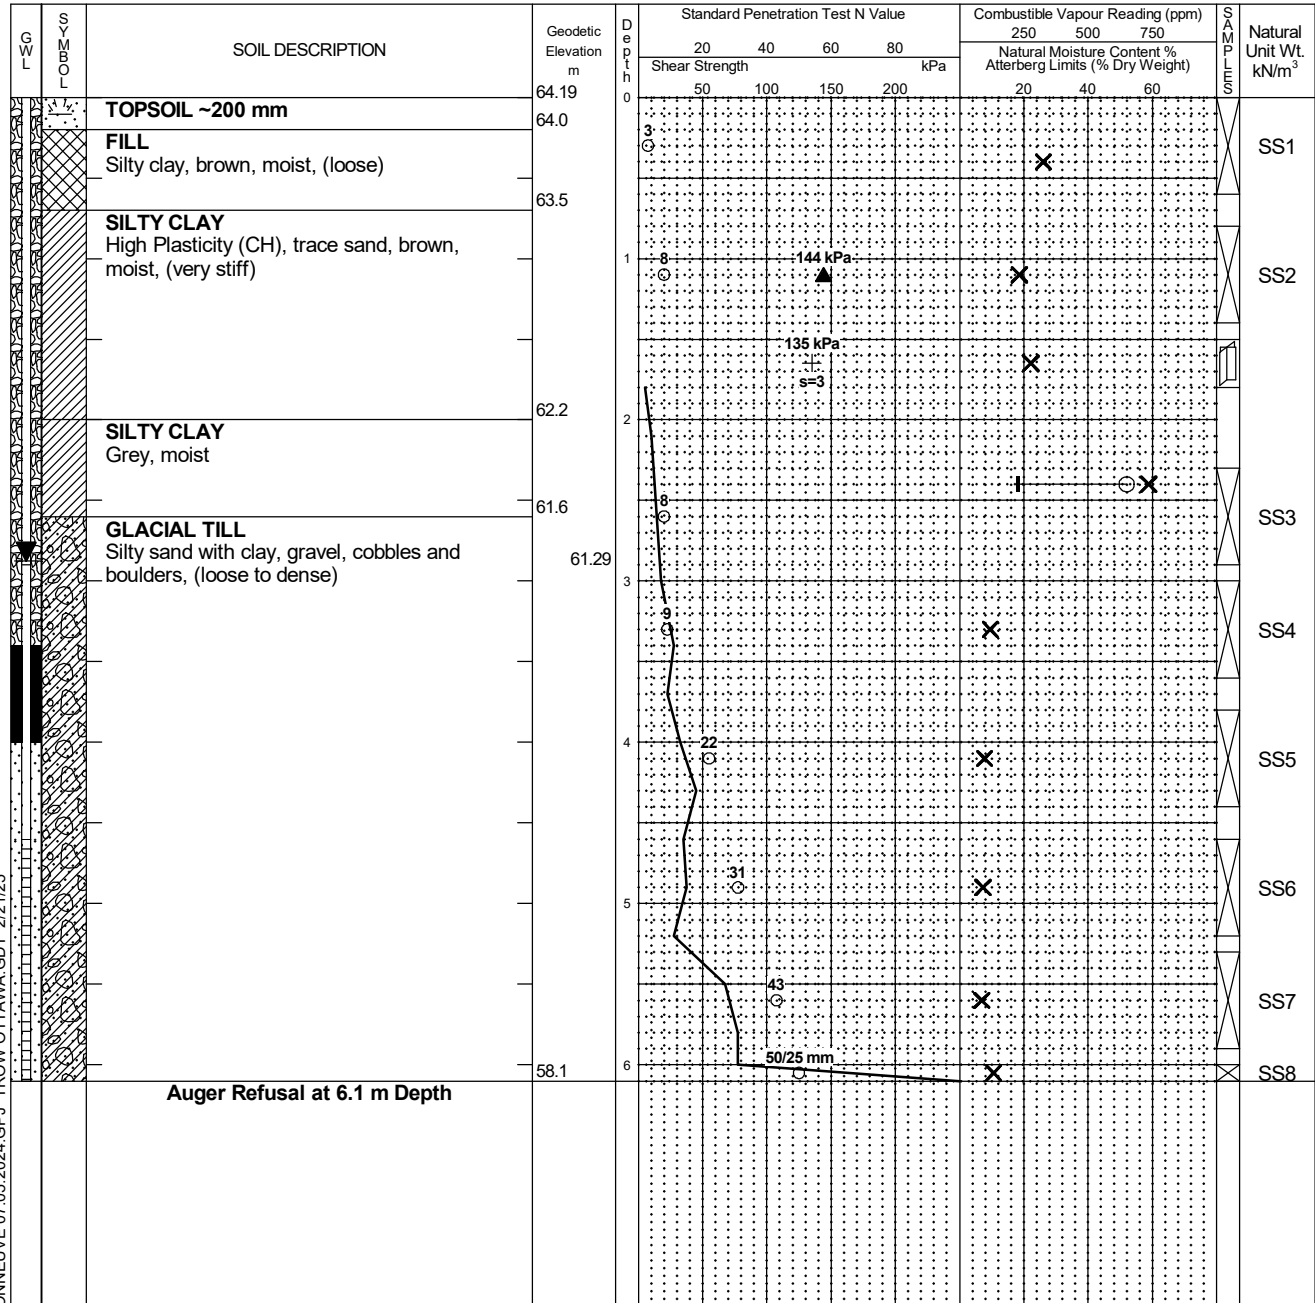 GWL
SYMBOL
SOIL DESCRIPTION
Geodetic
Elevation
m
64.19
Depth
0
Standard Penetration Test N Value
20 40 60 80
Shear Strength kPa
50 100 150 200
Combustible Vapour Reading (ppm)
250 500 750
Natural Moisture Content %
Atterberg Limits (% Dry Weight)
20 40 60
SAMPLES
Natural
Unit Wt.
kN/m³
TOPSOIL ~200 mm
64.0
FILL
Silty clay, brown, moist, (loose)
3
SS1
63.5
SILTY CLAY
High Plasticity (CH), trace sand, brown,
moist, (very stiff)
1
8
144 kPa
SS2
135 kPa
s=3
62.2
2
SILTY CLAY
Grey, moist
61.6
8
SS3
GLACIAL TILL
Silty sand with clay, gravel, cobbles and
boulders, (loose to dense)
61.29
3
9
SS4
4
22
SS5
31
SS6
5
43
SS7
50/25 mm
58.1
6
SS8
Auger Refusal at 6.1 m Depth